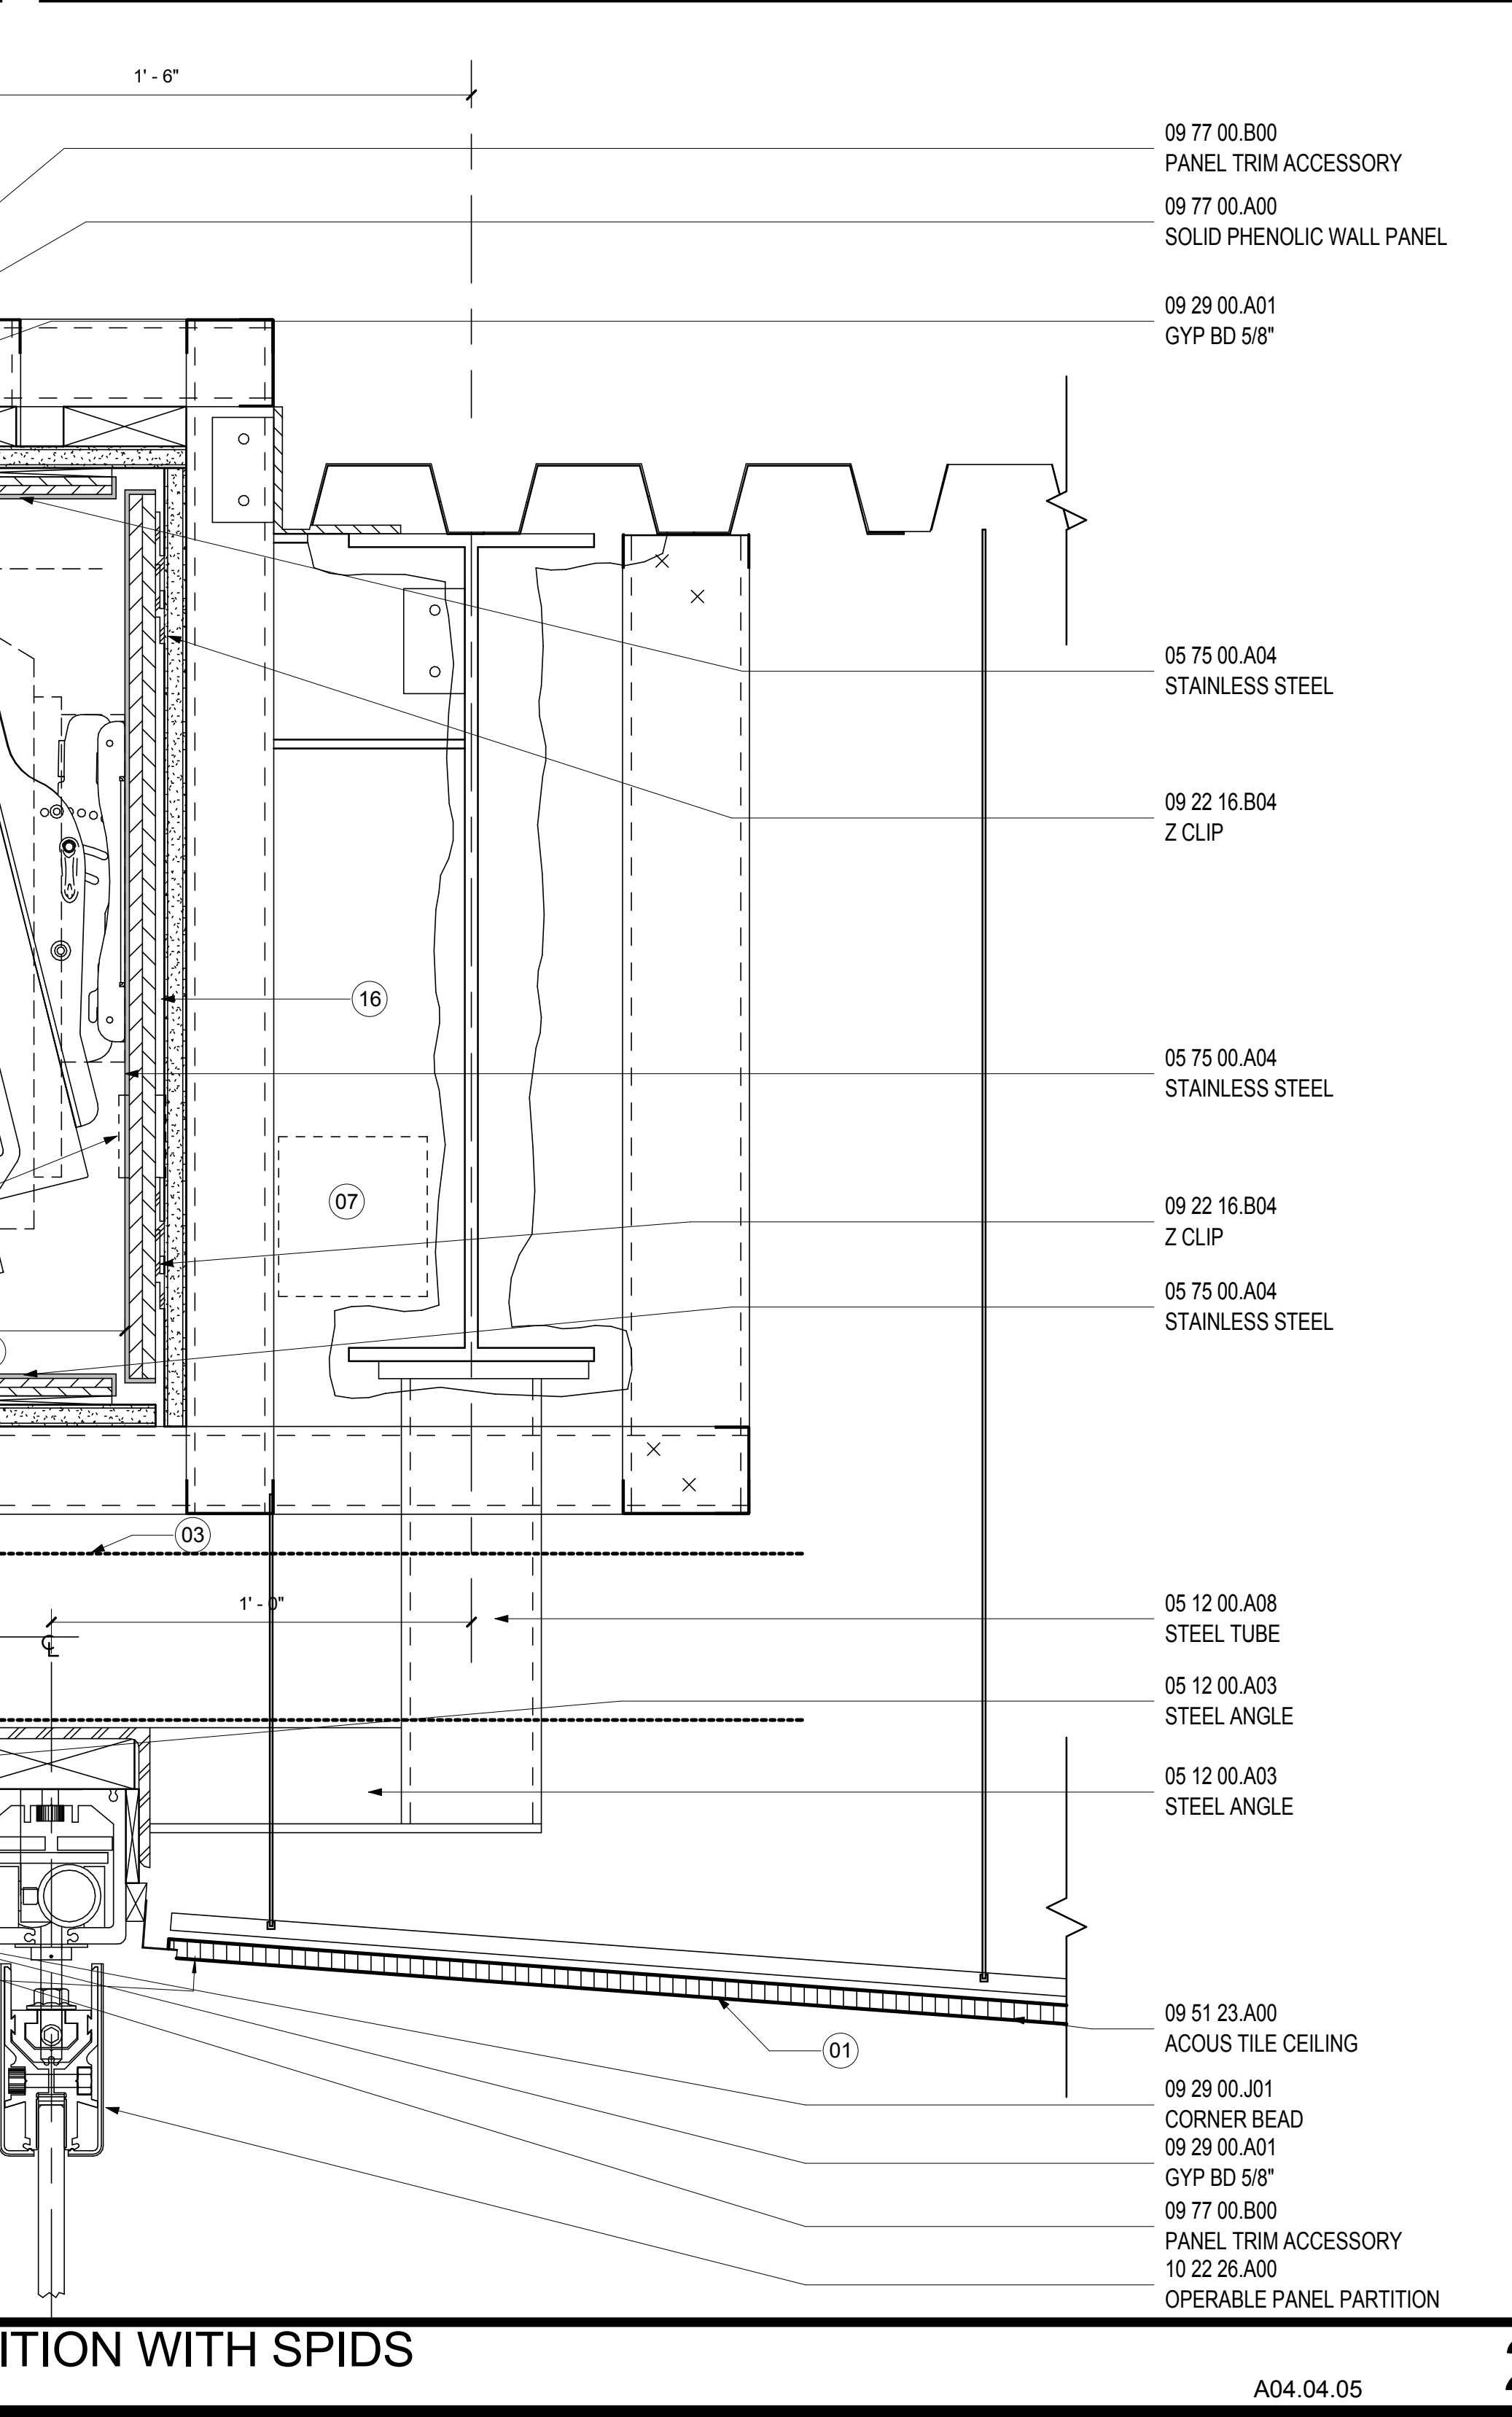 1' - 6"
09 77 00.B00
PANEL TRIM ACCESSORY
09 77 00.A00
SOLID PHENOLIC WALL PANEL
09 29 00.A01
GYP BD 5/8"
05 75 00.A04
STAINLESS STEEL
09 22 16.B04
Z CLIP
16
05 75 00.A04
STAINLESS STEEL
07
09 22 16.B04
Z CLIP
05 75 00.A04
STAINLESS STEEL
03
1' - 0"
05 12 00.A08
STEEL TUBE
CL
05 12 00.A03
STEEL ANGLE
05 12 00.A03
STEEL ANGLE
09 51 23.A00
ACOUS TILE CEILING
01
09 29 00.J01
CORNER BEAD
09 29 00.A01
GYP BD 5/8"
09 77 00.B00
PANEL TRIM ACCESSORY
10 22 26.A00
OPERABLE PANEL PARTITION
ITION WITH SPIDS
A04.04.05